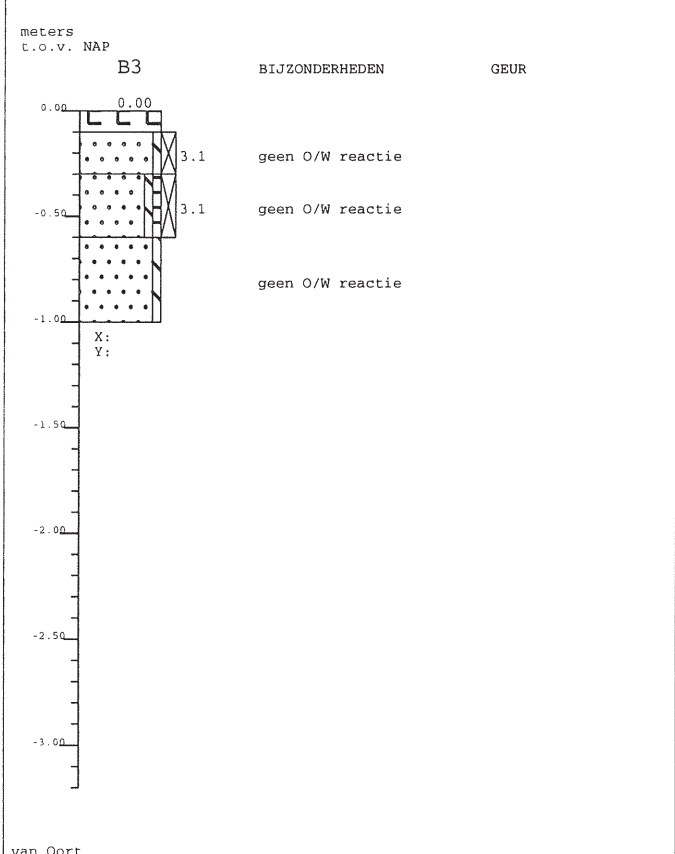 meters
t.o.v. NAP
B3 BIJZONDERHEDEN GEUR
0.00 0.00
3.1 geen O/W reactie
-0.50 3.1 geen O/W reactie
geen O/W reactie
-1.00
X:
Y:
-1.50
-2.00
-2.50
-3.00
van Oort